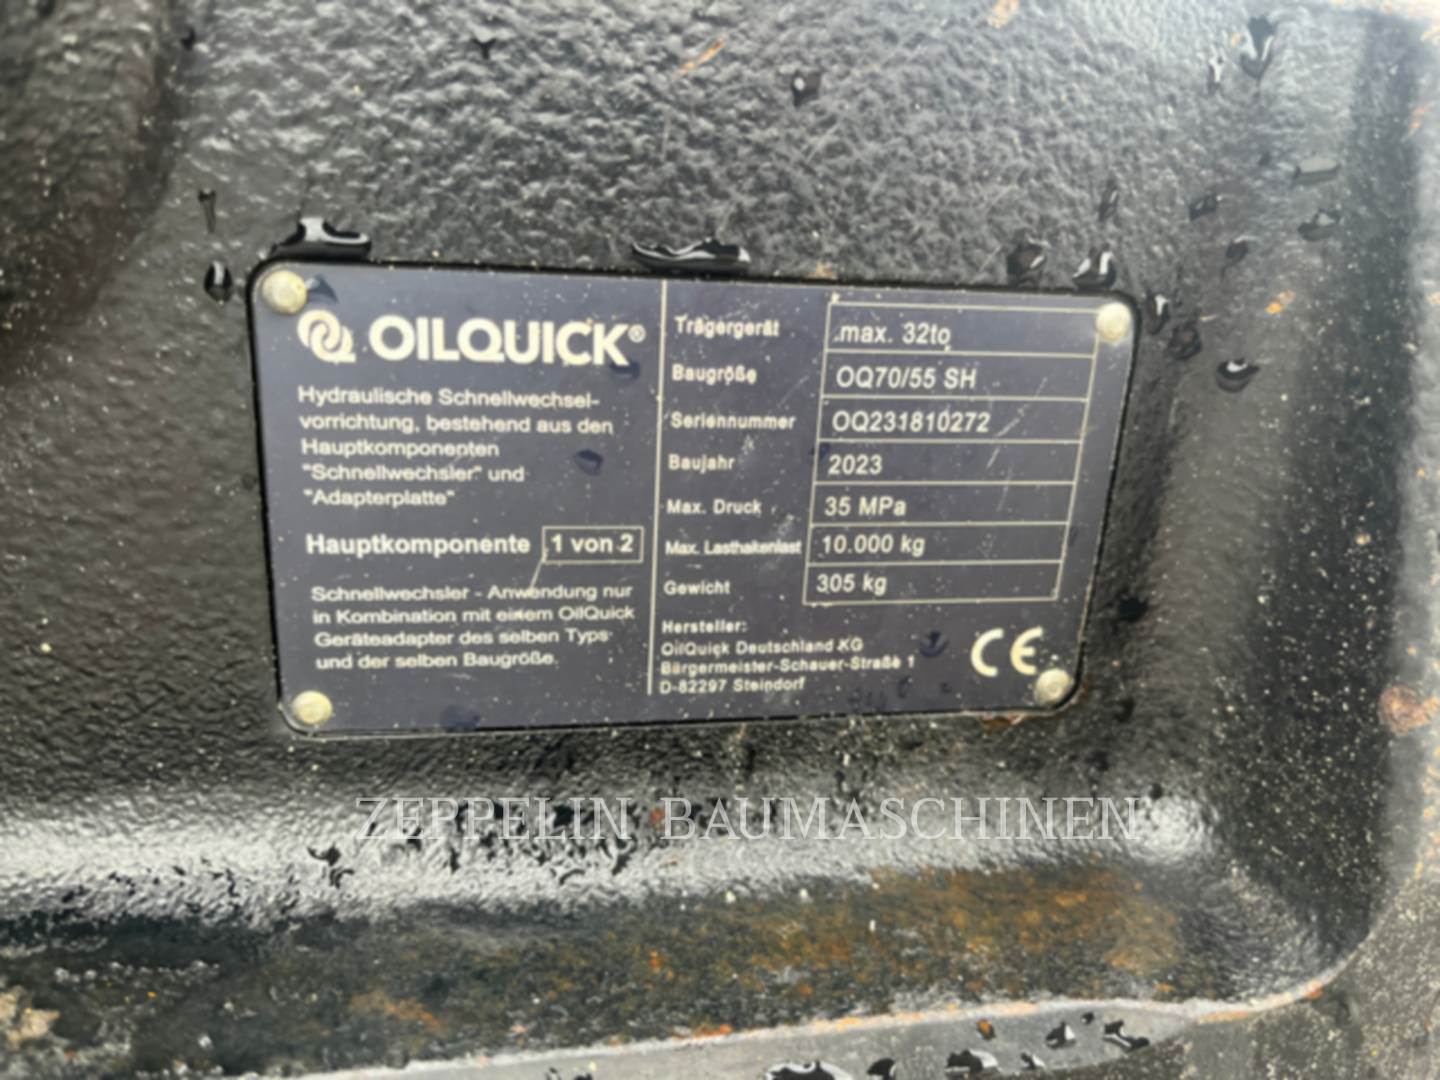 OILQUICK®
Hydraulische Schnellwechsel-
vorrichtung, bestehend aus den
Hauptkomponenten
"Schnellwechsler" und
"Adapterplatte"
Hauptkomponente 1 von 2
Schnellwechsler - Anwendung nur
in Kombination mit einem OilQuick
Geräteadapter des selben Typs
und der selben Baugröße.
Trägergerät max. 32to
Baugröße OQ70/55 SH
Seriennummer OQ231810272
Baujahr 2023
Max. Druck 35 MPa
Max. Lasthakenlast 10.000 kg
Gewicht 305 kg
Hersteller:
OilQuick Deutschland KG
Bürgermeister-Schauer-Straße 1
D-82297 Steindorf
CE
ZEPPELIN BAUMASCHINEN